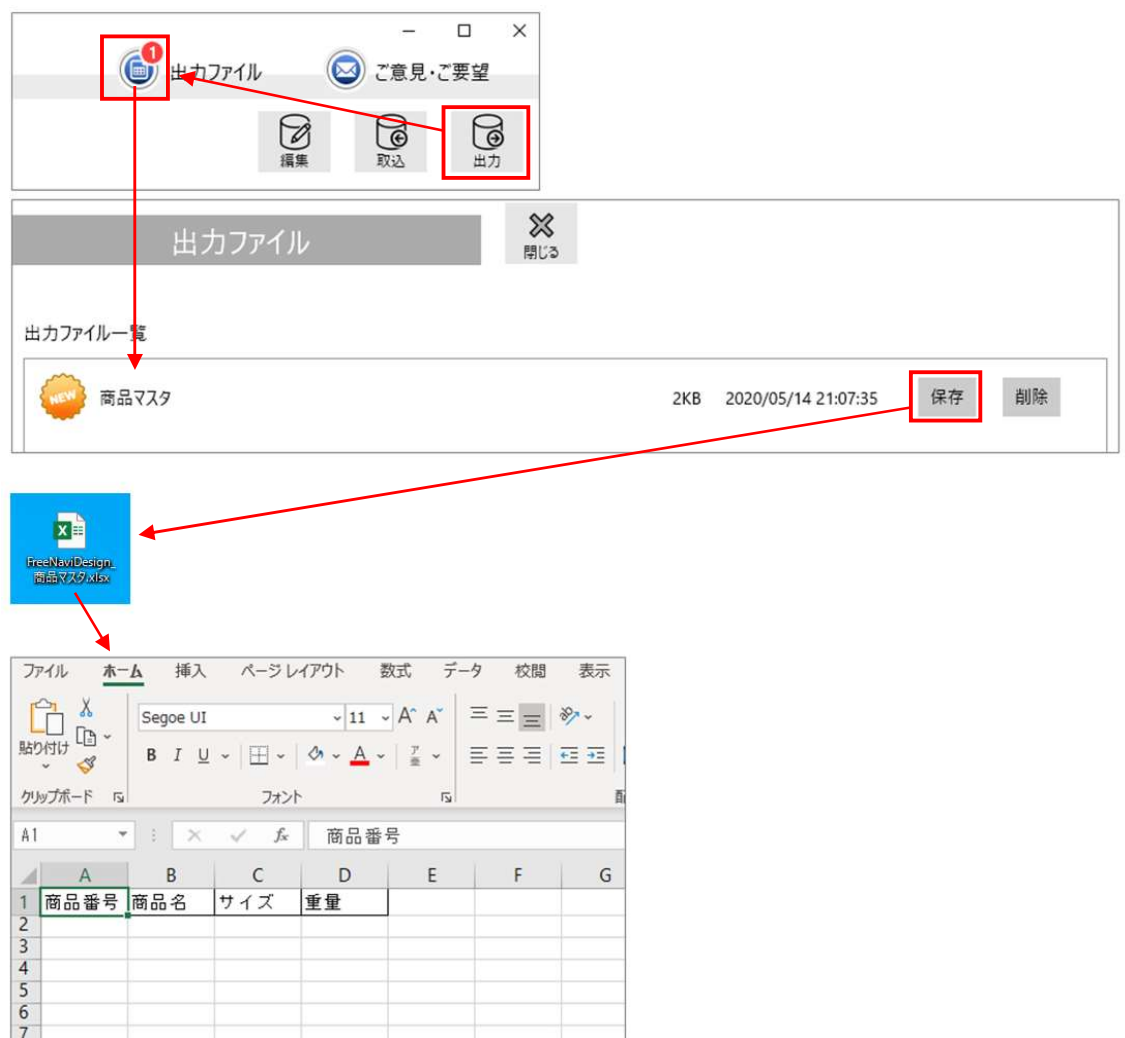 1
出力ファイル
ご意見・ご要望
編集
取込
出力
出力ファイル
閉じる
出力ファイル一覧
NEW
商品マスタ
2KB
2020/05/14 21:07:35
保存
削除
FreeNaviDesign_
商品マスタ.xlsx
ファイル ホーム 挿入 ページ レイアウト 数式 データ 校閲 表示
Segoe UI 11 A^ A˅
貼り付け
B I U A ア亜
クリップボード フォント 配
A1 fx 商品番号
A B C D E F G
1 商品番号 商品名 サイズ 重量
2
3
4
5
6
7